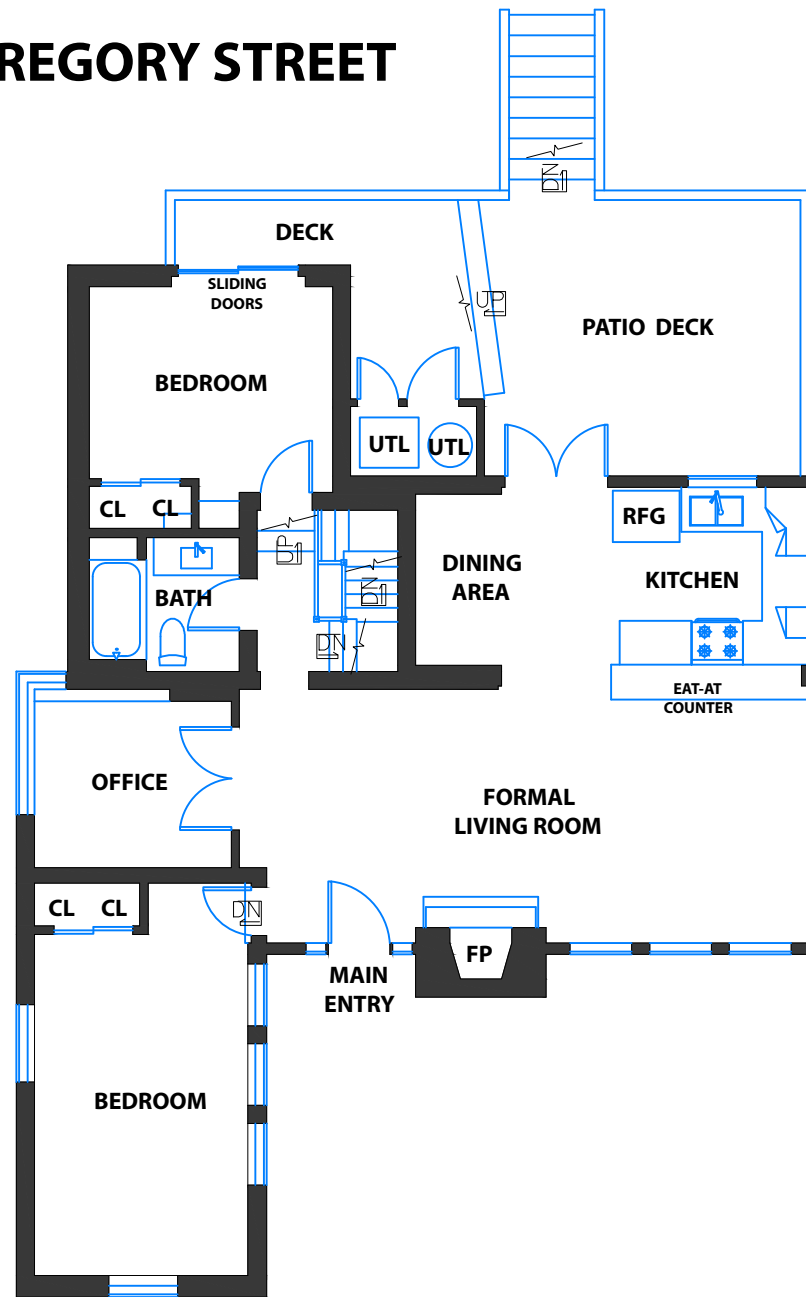 REGORY STREET
DN
DECK
SLIDING
DOORS
UP
PATIO  DECK
BEDROOM
UTL
UTL
CL
CL
RFG
UP
DINING
AREA
KITCHEN
BATH
DN
DN
EAT-AT
COUNTER
OFFICE
FORMAL
LIVING ROOM
CL
CL
DN
FP
MAIN
ENTRY
BEDROOM